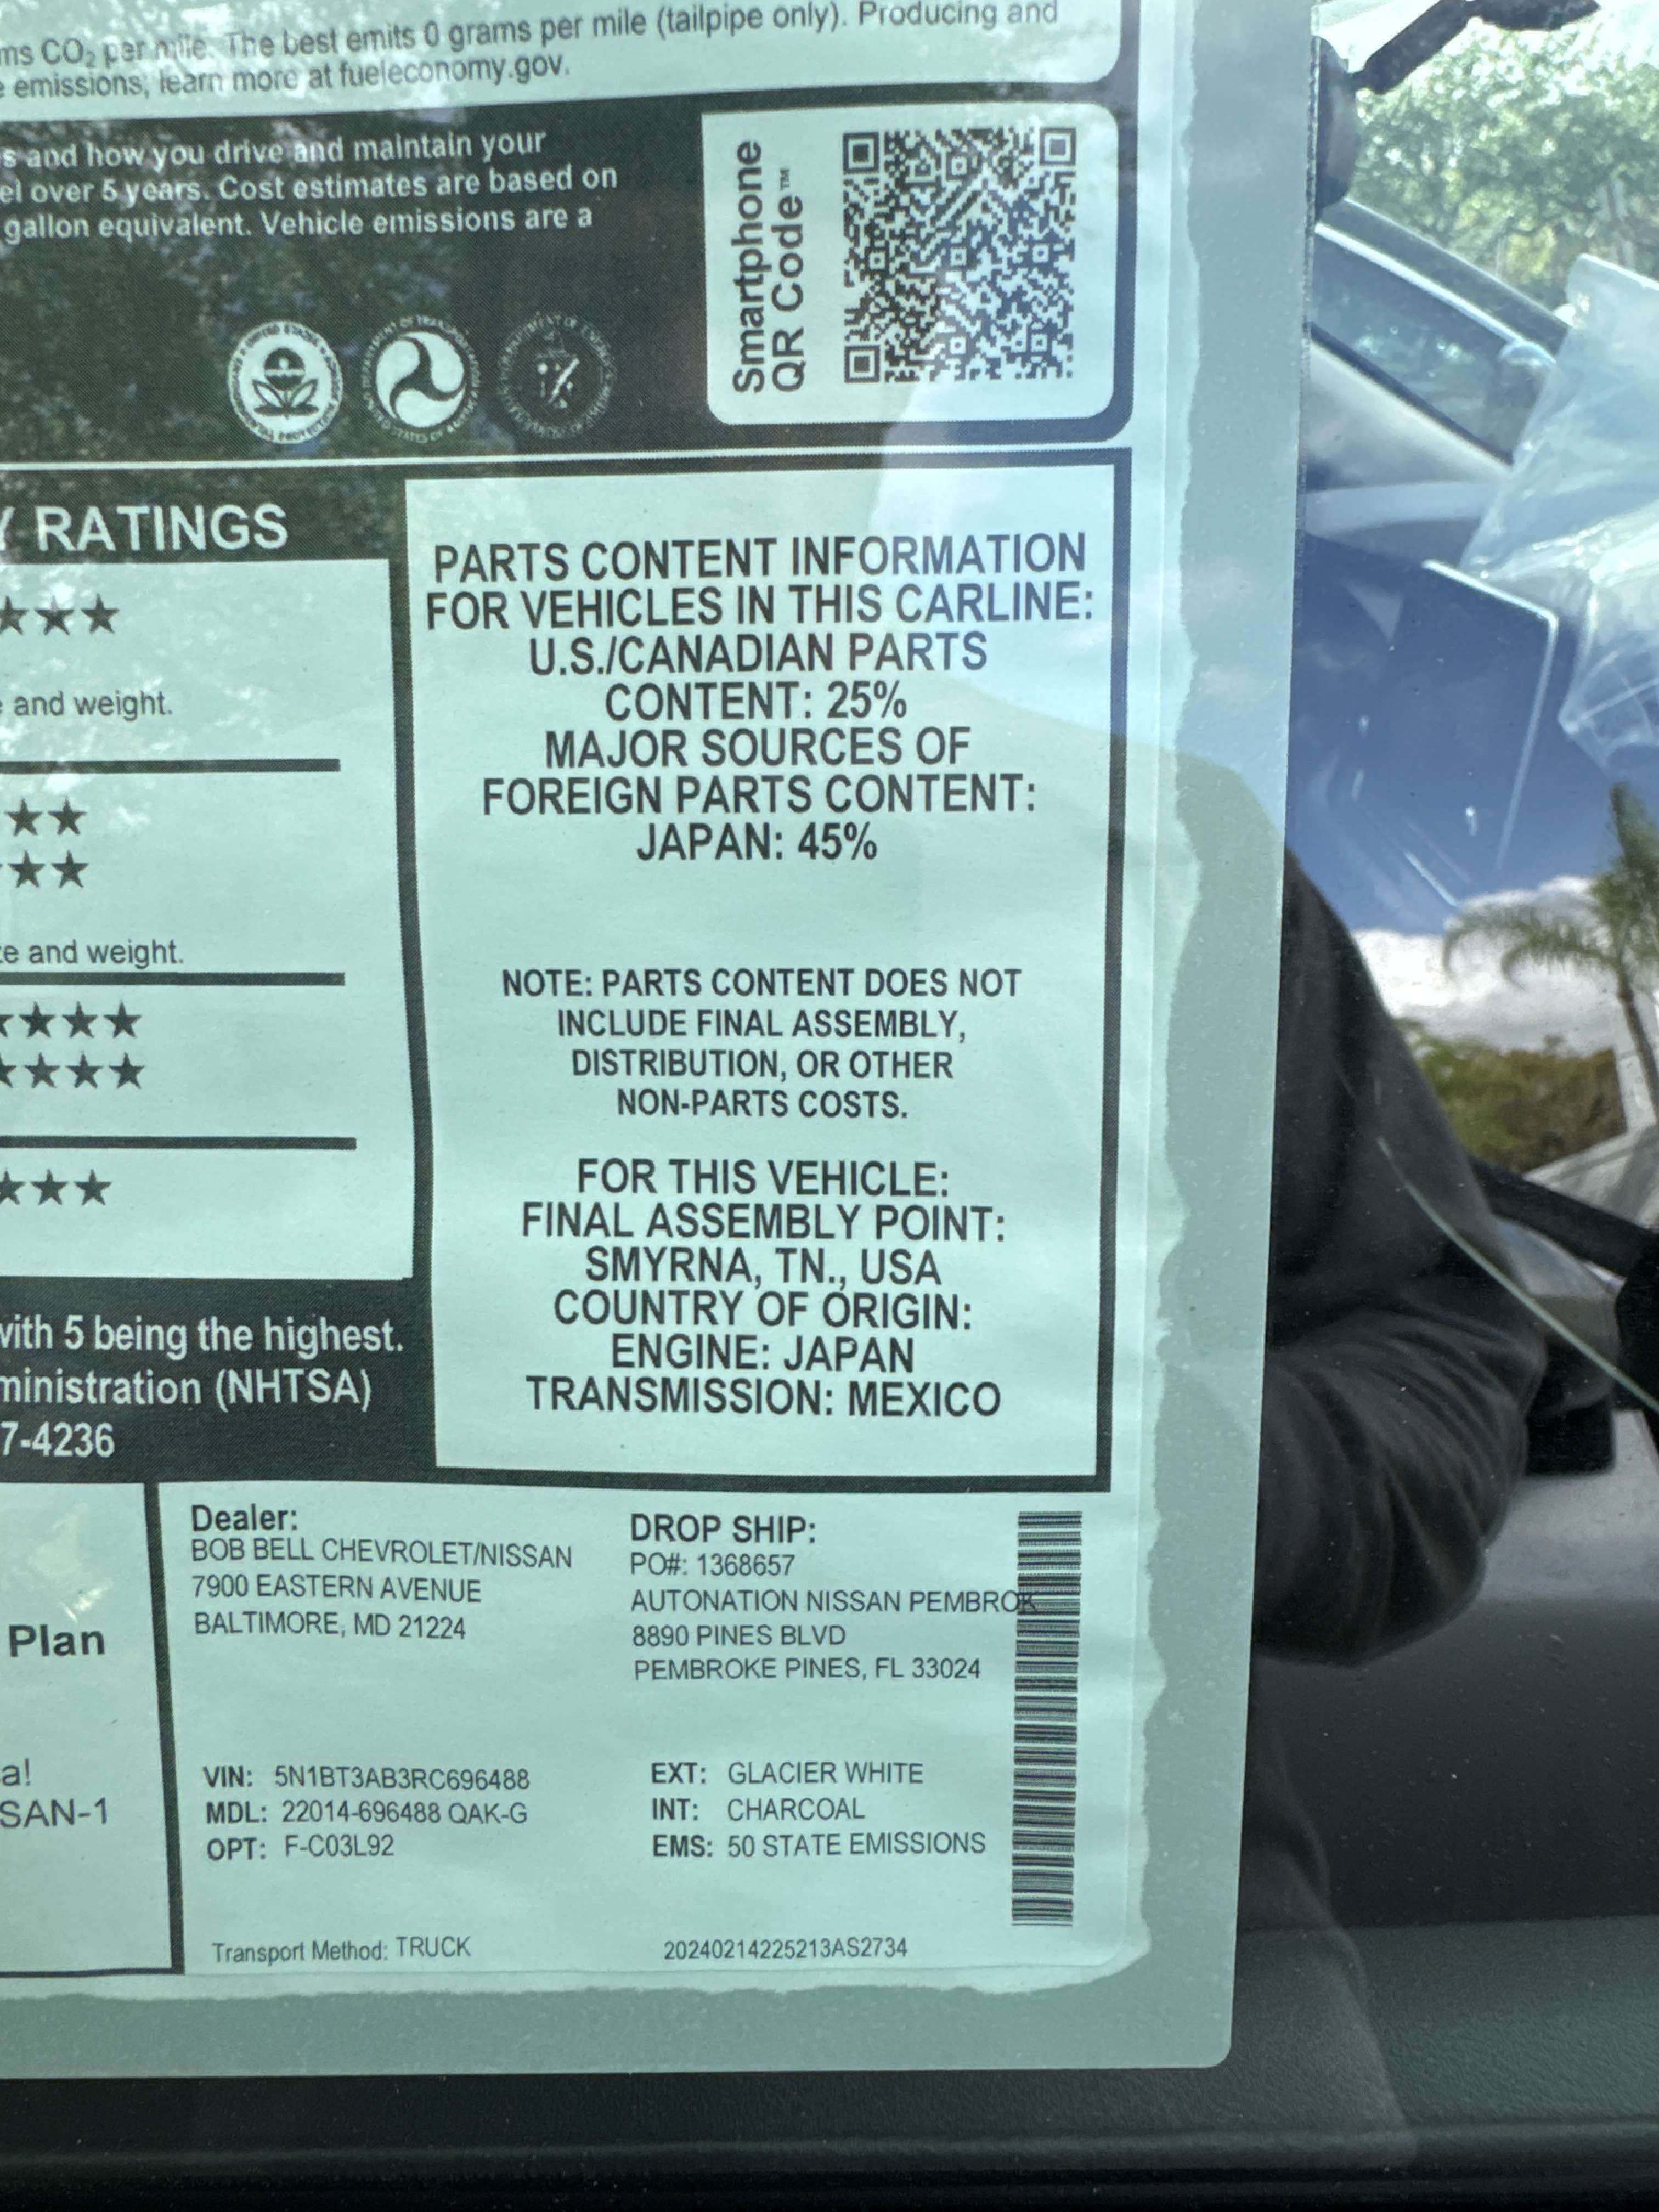 ms CO₂ per mile. The best emits 0 grams per mile (tailpipe only). Producing and
e emissions; learn more at fueleconomy.gov.
s and how you drive and maintain your
el over 5 years. Cost estimates are based on
gallon equivalent. Vehicle emissions are a
Smartphone
QR Code™
Y RATINGS
★★★
e and weight.
★★
★★
ze and weight.
★★★★
★★★★
★★★
with 5 being the highest.
ministration (NHTSA)
7-4236
PARTS CONTENT INFORMATION
FOR VEHICLES IN THIS CARLINE:
U.S./CANADIAN PARTS
CONTENT: 25%
MAJOR SOURCES OF
FOREIGN PARTS CONTENT:
JAPAN: 45%
NOTE: PARTS CONTENT DOES NOT
INCLUDE FINAL ASSEMBLY,
DISTRIBUTION, OR OTHER
NON-PARTS COSTS.
FOR THIS VEHICLE:
FINAL ASSEMBLY POINT:
SMYRNA, TN., USA
COUNTRY OF ORIGIN:
ENGINE: JAPAN
TRANSMISSION: MEXICO
Plan
a!
SAN-1
Dealer:
BOB BELL CHEVROLET/NISSAN
7900 EASTERN AVENUE
BALTIMORE, MD 21224
DROP SHIP:
PO#: 1368657
AUTONATION NISSAN PEMBROK
8890 PINES BLVD
PEMBROKE PINES, FL 33024
VIN: 5N1BT3AB3RC696488
MDL: 22014-696488 QAK-G
OPT: F-C03L92
EXT: GLACIER WHITE
INT: CHARCOAL
EMS: 50 STATE EMISSIONS
Transport Method: TRUCK
20240214225213AS2734